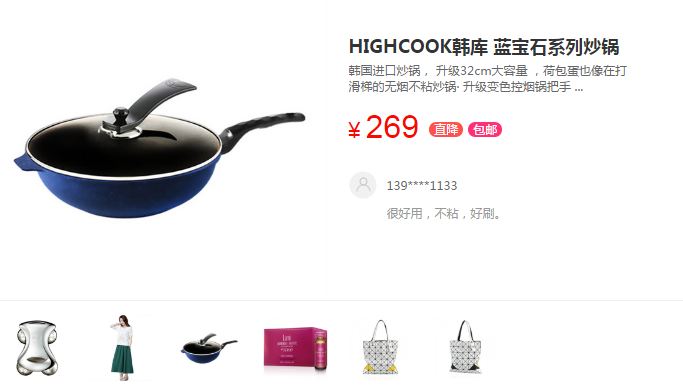 HIGHCOOK韩库 蓝宝石系列炒锅
韩国进口炒锅 ,升级32cm大容量 ,荷包蛋也像在打
滑梯的无烟不粘炒锅· 升级变色控烟锅把手 ...
¥ 269 直降 包邮
139****1133
很好用，不粘，好刷。